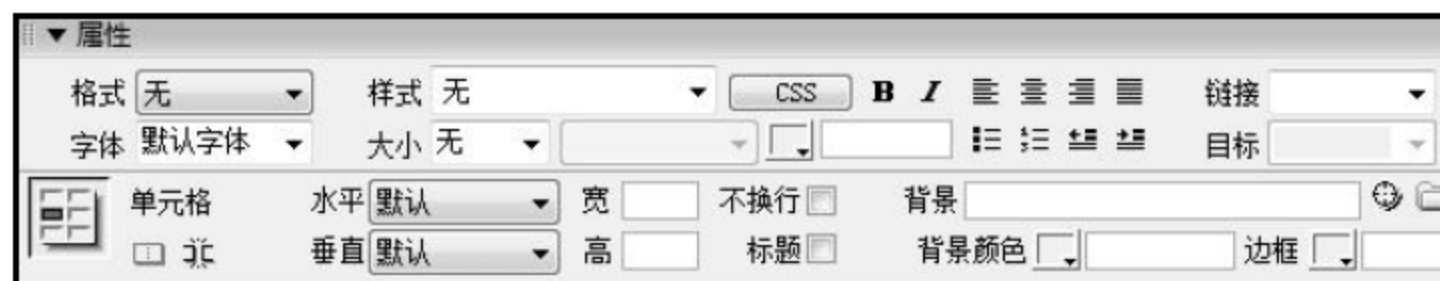 属性
格式 无 样式 无 CSS B I 链接
字体 默认字体 大小 无 目标
单元格 水平 默认 宽 不换行 背景
垂直 默认 高 标题 背景颜色 边框